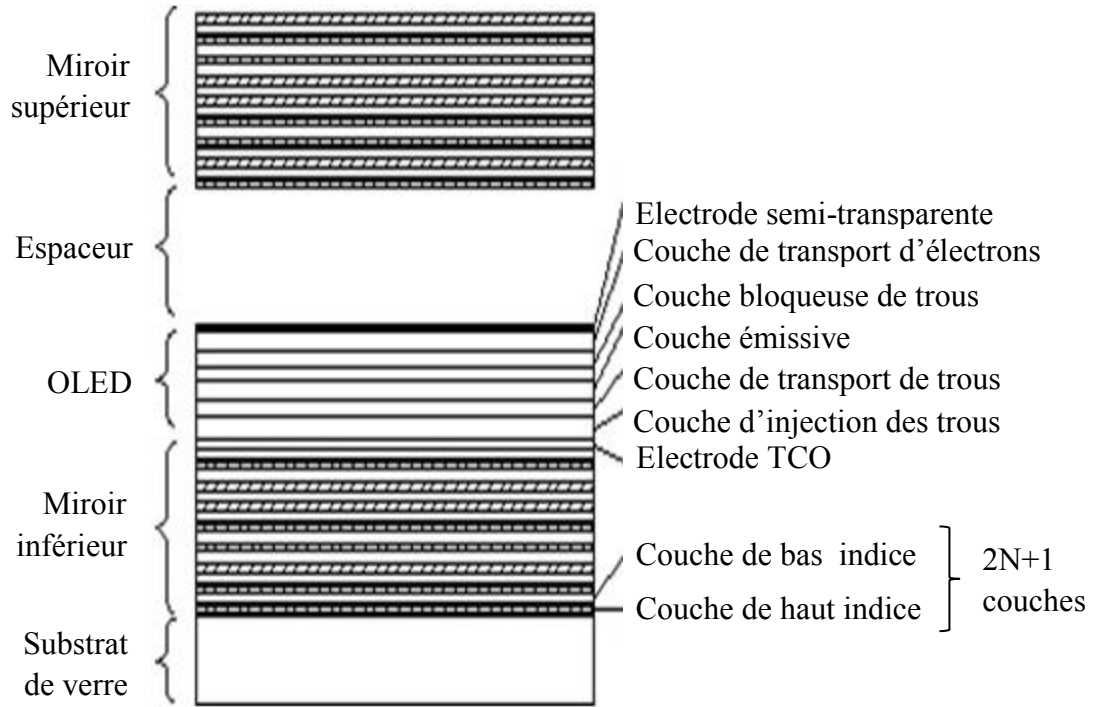 Miroir
supérieur
Espaceur
OLED
Miroir
inférieur
Substrat
de verre
Electrode semi-transparente
Couche de transport d'électrons
Couche bloqueuse de trous
Couche émissive
Couche de transport de trous
Couche d'injection des trous
Electrode TCO
Couche de bas indice
Couche de haut indice
2N+1
couches